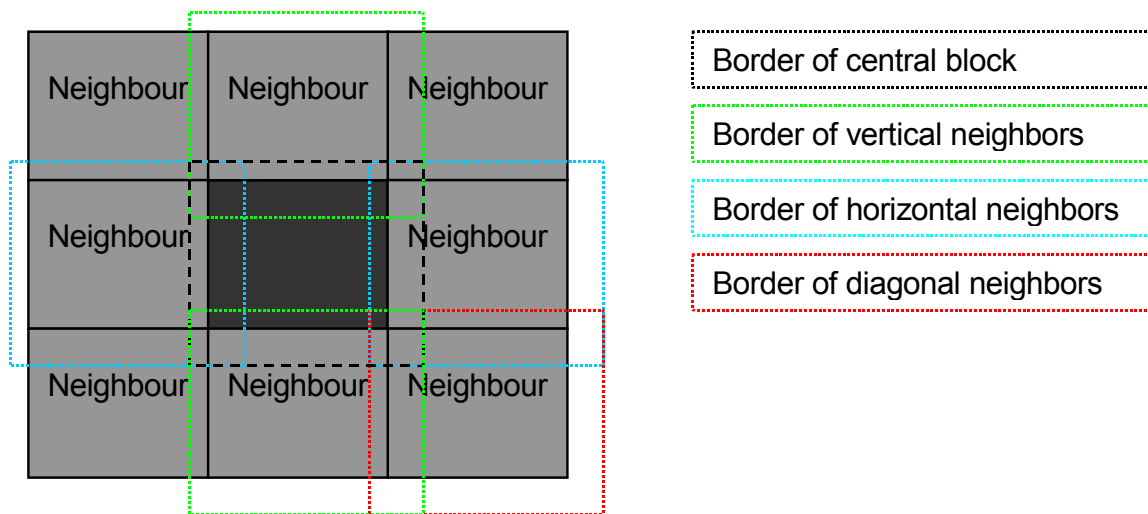 Neighbour Neighbour Neighbour
Neighbour Neighbour
Neighbour Neighbour Neighbour
Border of central block
Border of vertical neighbors
Border of horizontal neighbors
Border of diagonal neighbors